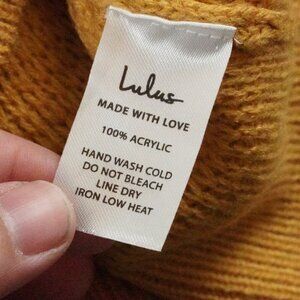 Lulus
MADE WITH LOVE
100% ACRYLIC
HAND WASH COLD
DO NOT BLEACH
LINE DRY
IRON LOW HEAT